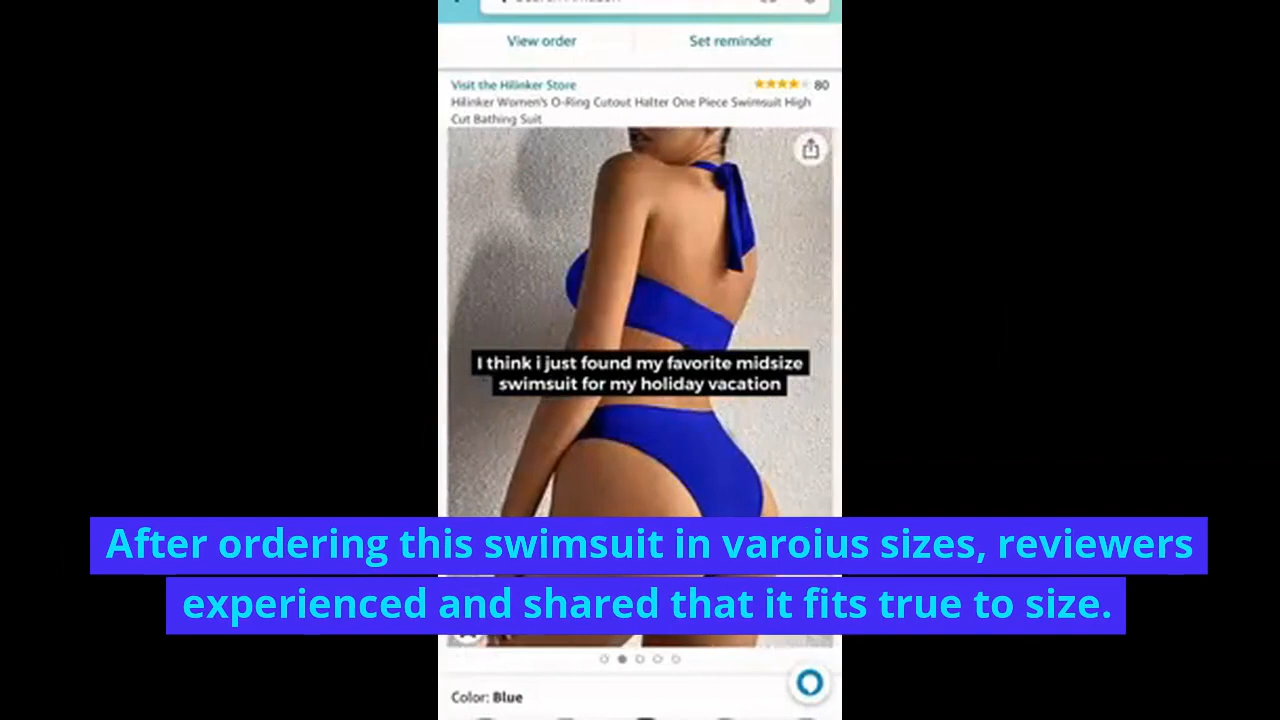 View order Set reminder
Visit the Hilinker Store 80
Hilinker Women's O-Ring Cutout Halter One Piece Swimsuit High
Cut Bathing Suit
I think i just found my favorite midsize
swimsuit for my holiday vacation
After ordering this swimsuit in varoius sizes, reviewers
experienced and shared that it fits true to size.
Color: Blue